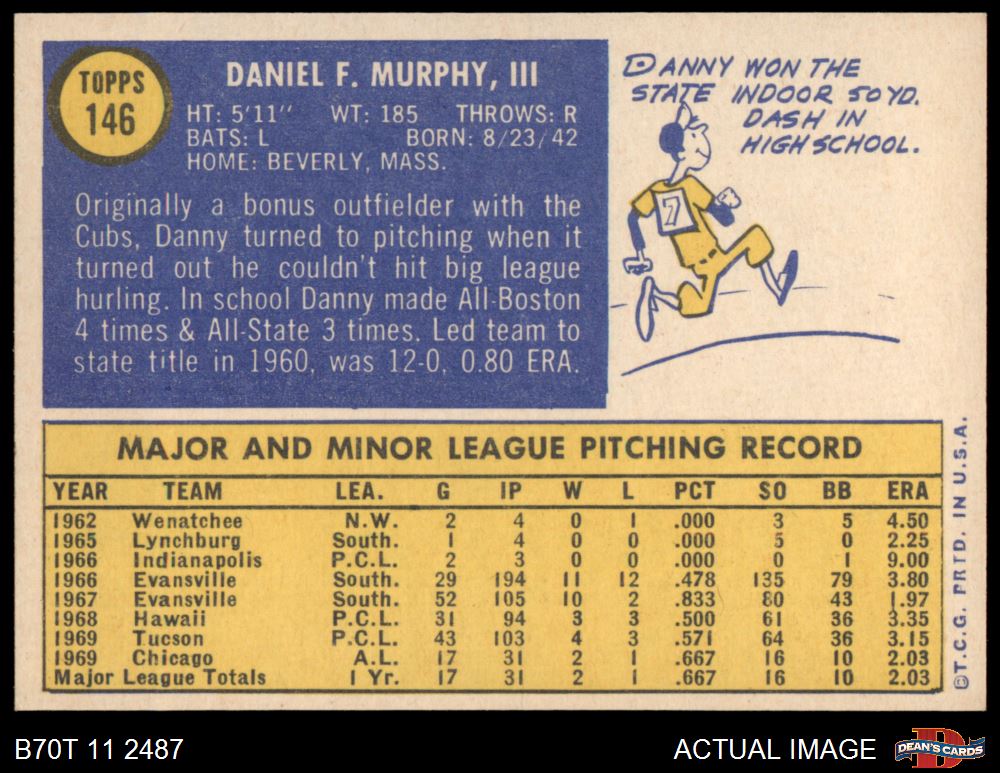 TOPPS
146
DANIEL F. MURPHY, III
HT: 5'11" WT: 185 THROWS: R
BATS: L BORN: 8/23/42
HOME: BEVERLY, MASS.
Originally a bonus outfielder with the
Cubs, Danny turned to pitching when it
turned out he couldn't hit big league
hurling. In school Danny made All-Boston
4 times & All-State 3 times. Led team to
state title in 1960, was 12-0, 0.80 ERA.
DANNY WON THE
STATE INDOOR 50 YD.
DASH IN
HIGH SCHOOL.
7
MAJOR AND MINOR LEAGUE PITCHING RECORD
YEAR TEAM LEA. G IP W L PCT SO BB ERA
1962 Wenatchee N.W. 2 4 0 1 .000 3 5 4.50
1965 Lynchburg South. 1 4 0 0 .000 5 0 2.25
1966 Indianapolis P.C.L. 2 3 0 0 .000 0 1 9.00
1966 Evansville South. 29 194 11 12 .478 135 79 3.80
1967 Evansville South. 52 105 10 2 .833 80 43 1.97
1968 Hawaii P.C.L. 31 94 3 3 .500 61 36 3.35
1969 Tucson P.C.L. 43 103 4 3 .571 64 36 3.15
1969 Chicago A.L. 17 31 2 1 .667 16 10 2.03
Major League Totals 1 Yr. 17 31 2 1 .667 16 10 2.03
©T.C.G. PRTD. IN U.S.A.
B70T 11 2487
ACTUAL IMAGE
D
DEAN'S CARDS